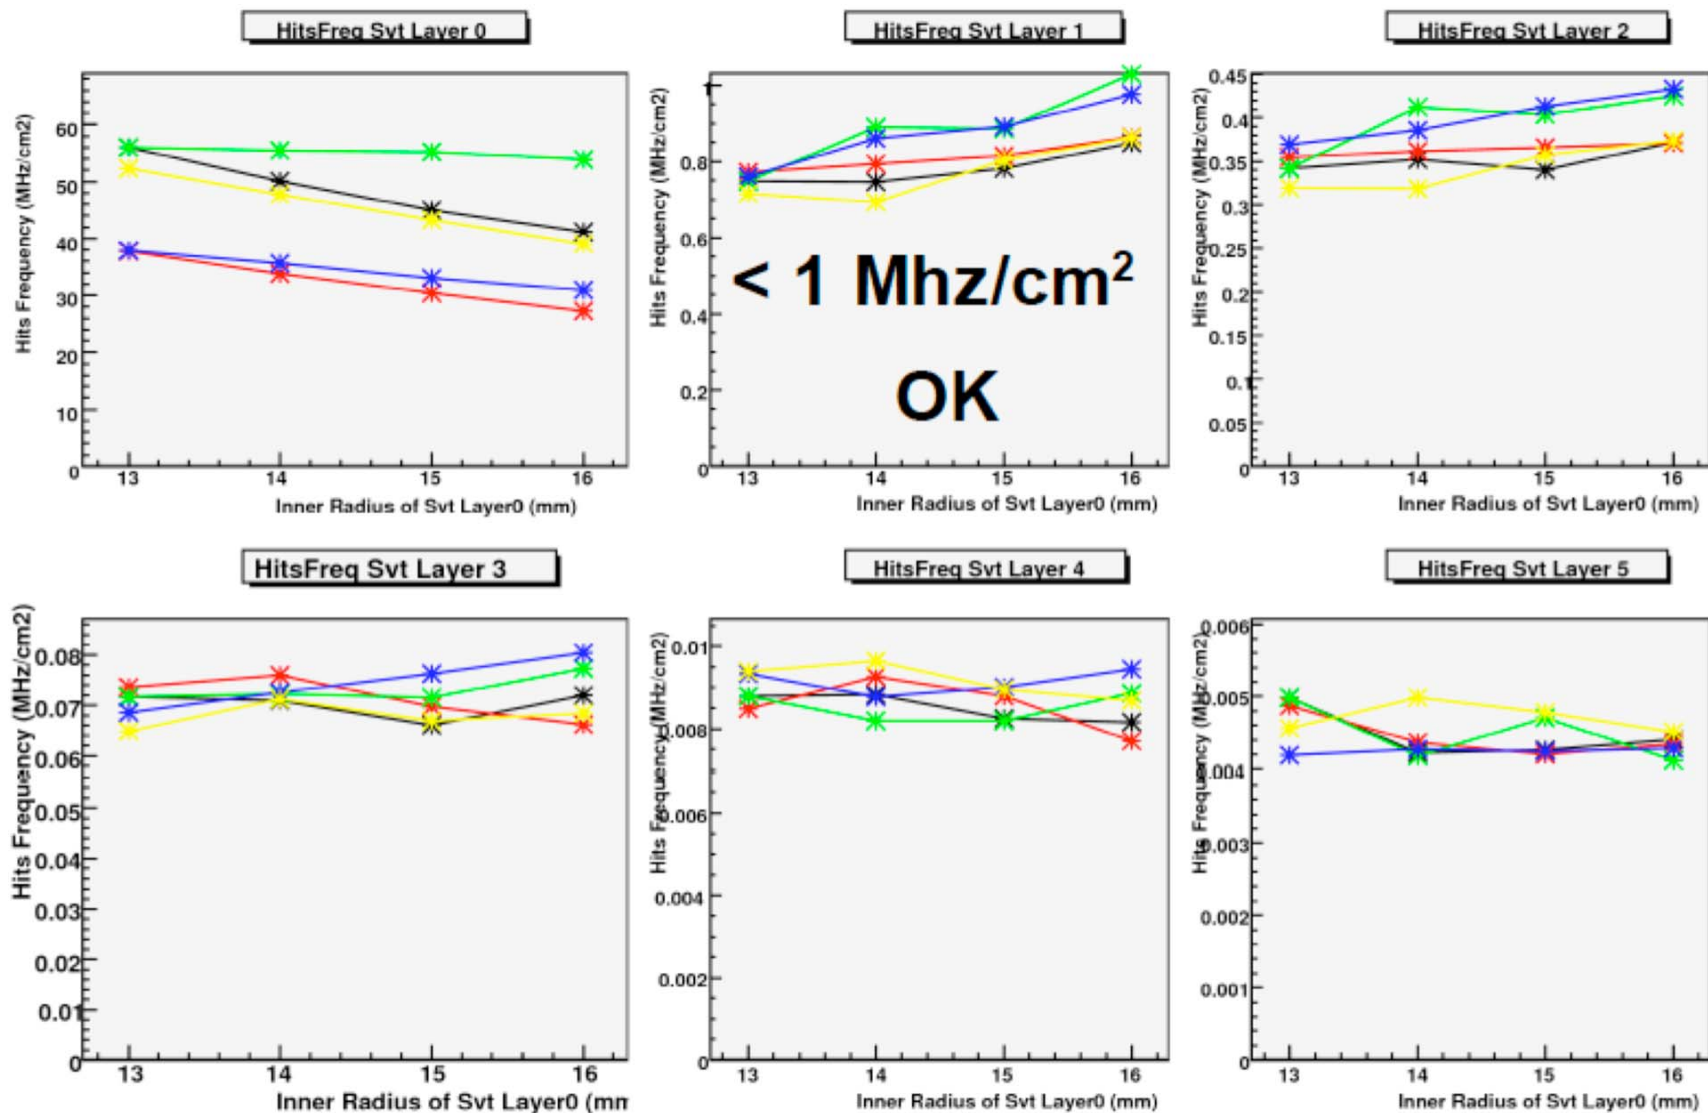 HitsFreq Svt Layer 0
Hits Frequency (MHz/cm2)
60
50
40
30
20
10
0
13 14 15 16
Inner Radius of Svt Layer0 (mm)
HitsFreq Svt Layer 1
Hits Frequency (MHz/cm2)
1
0.8
0.6
0.4
0.2
0
< 1 Mhz/cm²
OK
13 14 15 16
Inner Radius of Svt Layer0 (mm)
HitsFreq Svt Layer 2
Hits Frequency (MHz/cm2)
0.45
0.4
0.35
0.3
0.25
0.2
0.15
0.1
0.05
0
13 14 15 16
Inner Radius of Svt Layer0 (mm)
HitsFreq Svt Layer 3
Hits Frequency (MHz/cm2)
0.08
0.07
0.06
0.05
0.04
0.03
0.02
0.01
0
13 14 15 16
Inner Radius of Svt Layer0 (mm
HitsFreq Svt Layer 4
Hits Frequency (MHz/cm2)
0.01
0.008
0.006
0.004
0.002
0
13 14 15 16
Inner Radius of Svt Layer0 (mm)
HitsFreq Svt Layer 5
Hits Frequency (MHz/cm2)
0.006
0.005
0.004
0.003
0.002
0.001
0
13 14 15 16
Inner Radius of Svt Layer0 (mm)